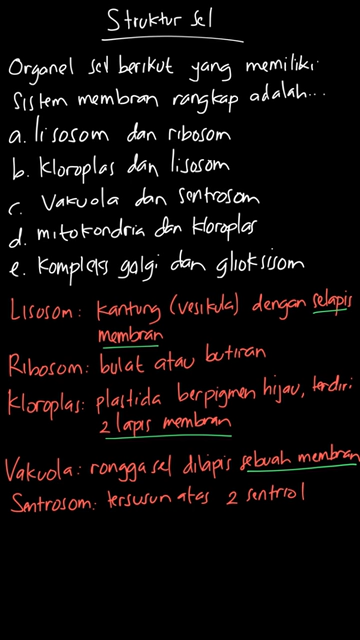 Struktur sel
Organel sel berikut yang memiliki
sistem membran rangkap adalah...
a. lisosom dan ribosom
b. kloroplas dan lisosom
c. Vakuola dan sentrosom
d. mitokondria dan kloroplas
e. kompleks golgi dan glioksisom
Lisosom: kantung (vesikula) dengan selapis
membran
Ribosom: bulat atau butiran
Kloroplas: plastida berpigmen hijau, terdiri
2 lapis membran
Vakuola: rongga sel dilapis sebuah membran
Sentrosom: tersusun atas 2 sentriol